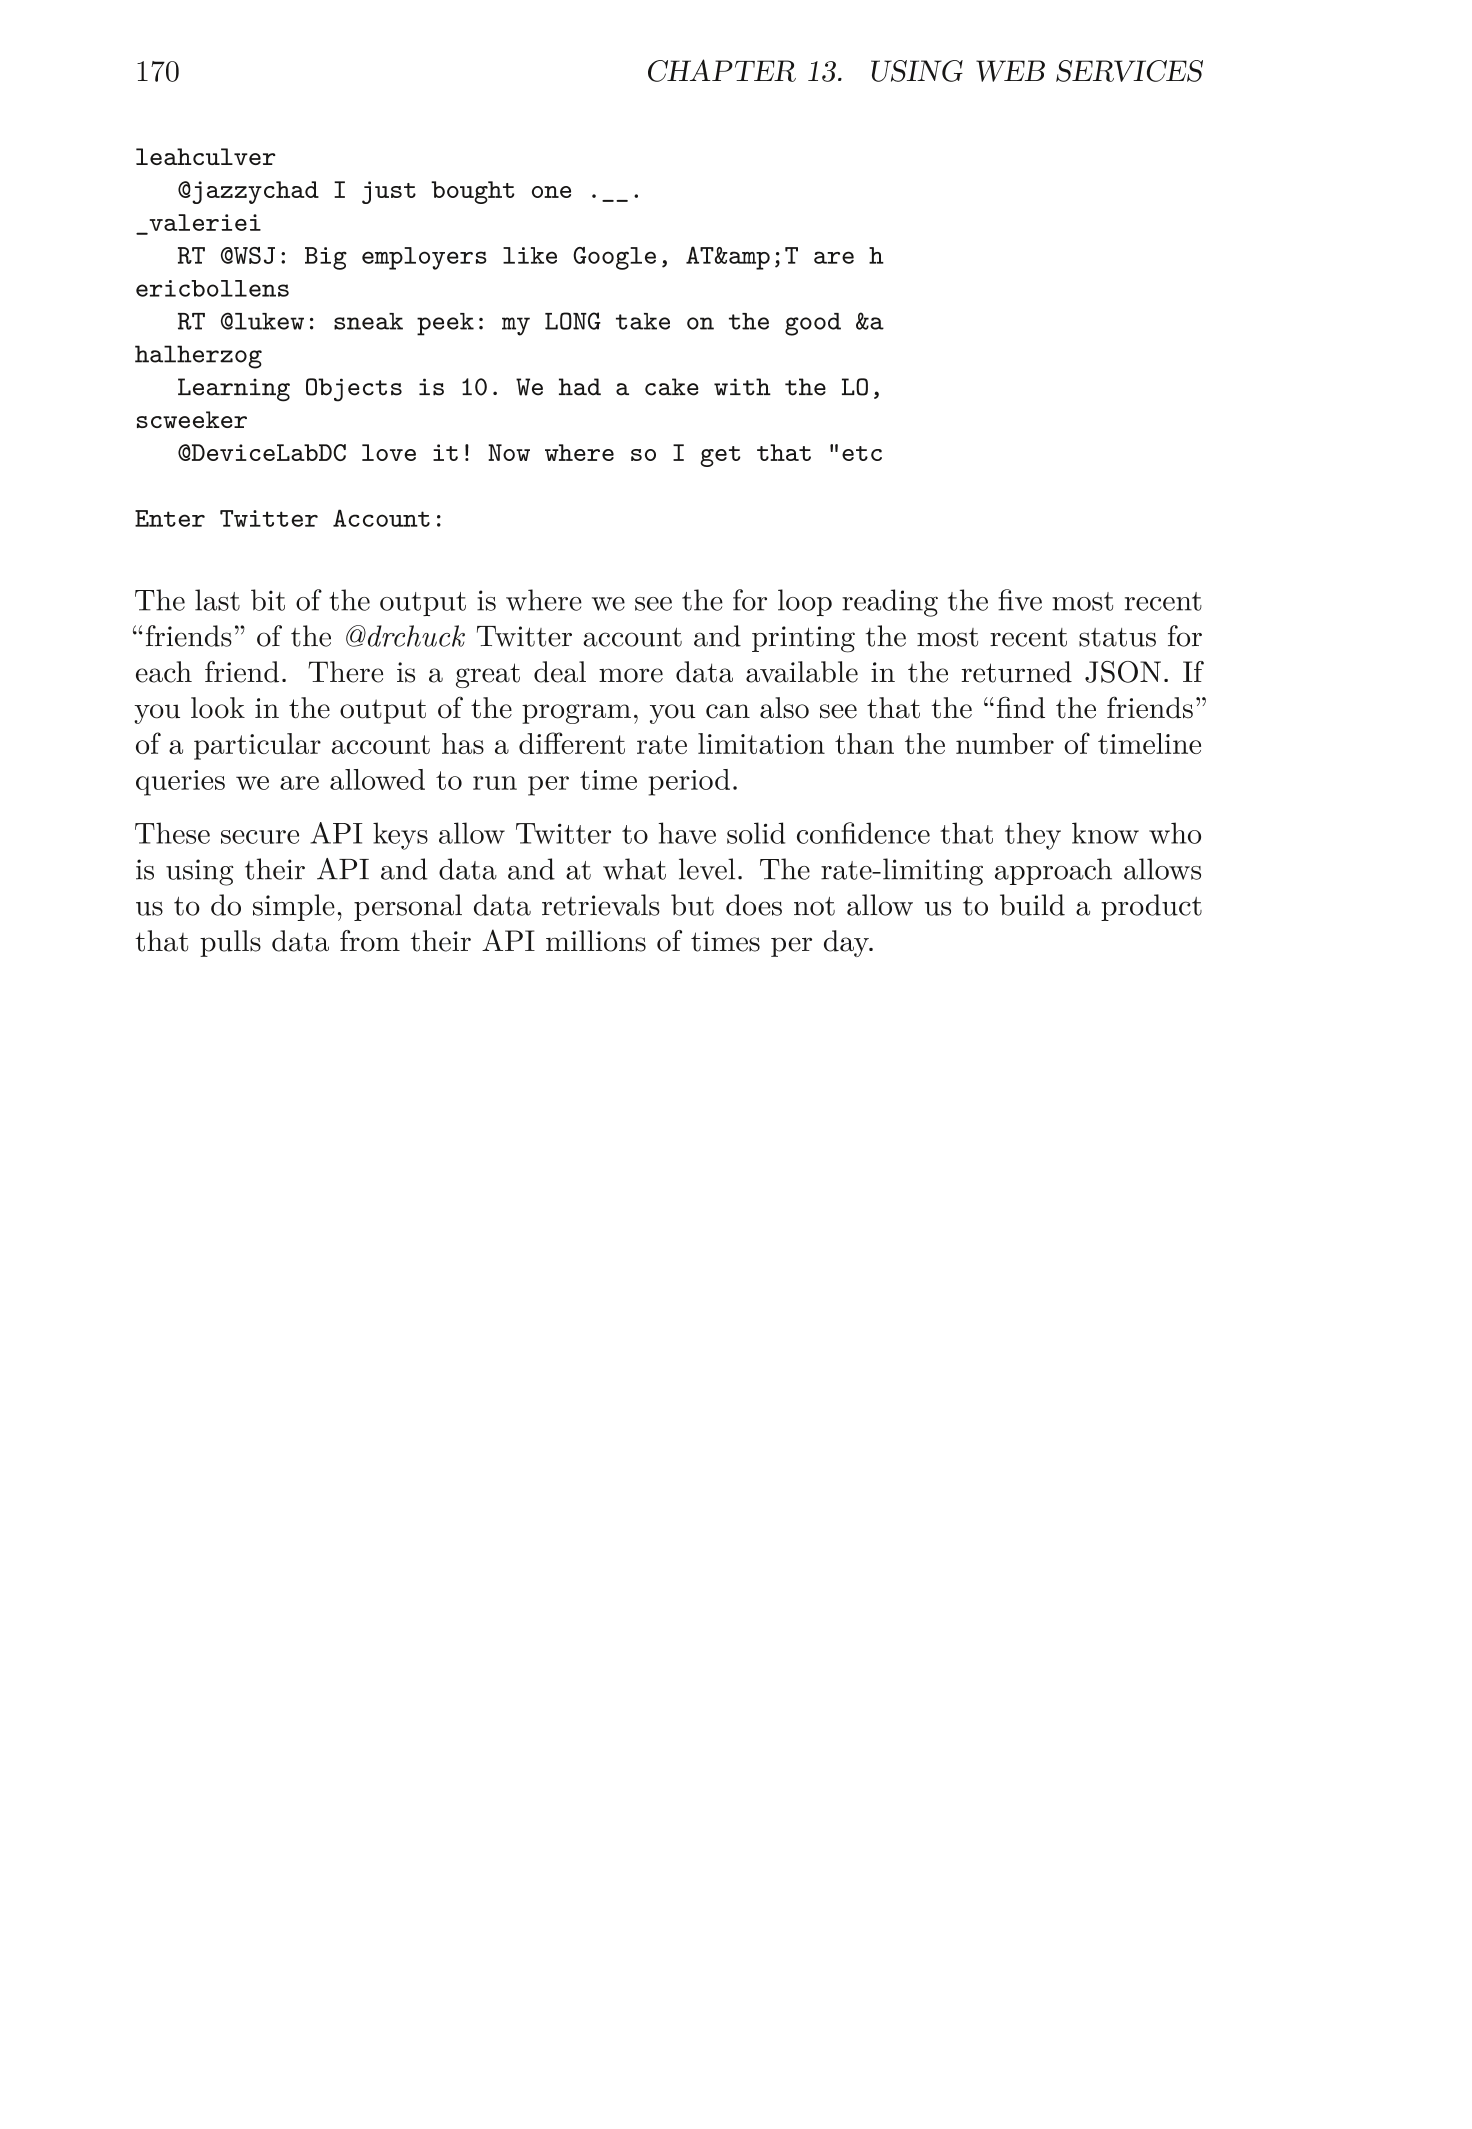 170 CHAPTER 13. USING WEB SERVICES
leahculver
   @jazzychad I just bought one .__.
_valeriei
   RT @WSJ: Big employers like Google, AT&amp;T are h
ericbollens
   RT @lukew: sneak peek: my LONG take on the good &a
halherzog
   Learning Objects is 10. We had a cake with the LO,
scweeker
   @DeviceLabDC love it! Now where so I get that "etc
Enter Twitter Account:
The last bit of the output is where we see the for loop reading the five most recent
“friends” of the @drchuck Twitter account and printing the most recent status for
each friend. There is a great deal more data available in the returned JSON. If
you look in the output of the program, you can also see that the “find the friends”
of a particular account has a different rate limitation than the number of timeline
queries we are allowed to run per time period.
These secure API keys allow Twitter to have solid confidence that they know who
is using their API and data and at what level. The rate-limiting approach allows
us to do simple, personal data retrievals but does not allow us to build a product
that pulls data from their API millions of times per day.